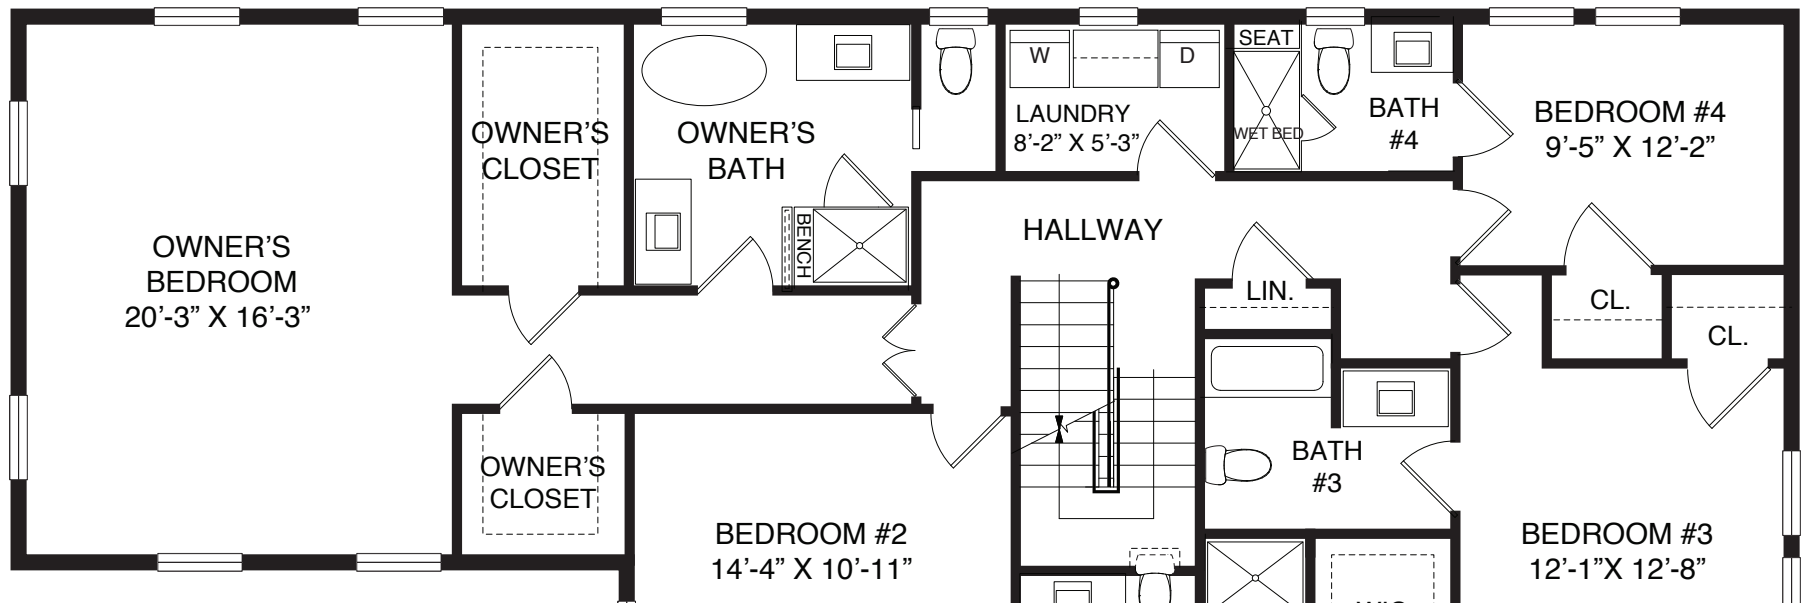 OWNER'S
BEDROOM
20'-3" X 16'-3"
OWNER'S
CLOSET
OWNER'S
CLOSET
OWNER'S
BATH
BENCH
W
D
LAUNDRY
8'-2" X 5'-3"
SEAT
WET BED
BATH
#4
BEDROOM #4
9'-5" X 12'-2"
HALLWAY
LIN.
CL.
CL.
BATH
#3
BEDROOM #2
14'-4" X 10'-11"
BEDROOM #3
12'-1"X 12'-8"